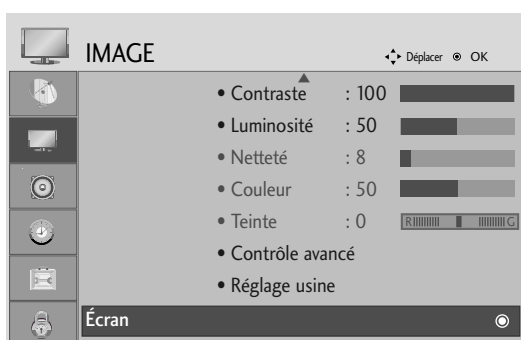 IMAGE Déplacer OK
• Contraste : 100
• Luminosité : 50
• Netteté : 8
• Couleur : 50
• Teinte : 0 R G
• Contrôle avancé
• Réglage usine
Écran